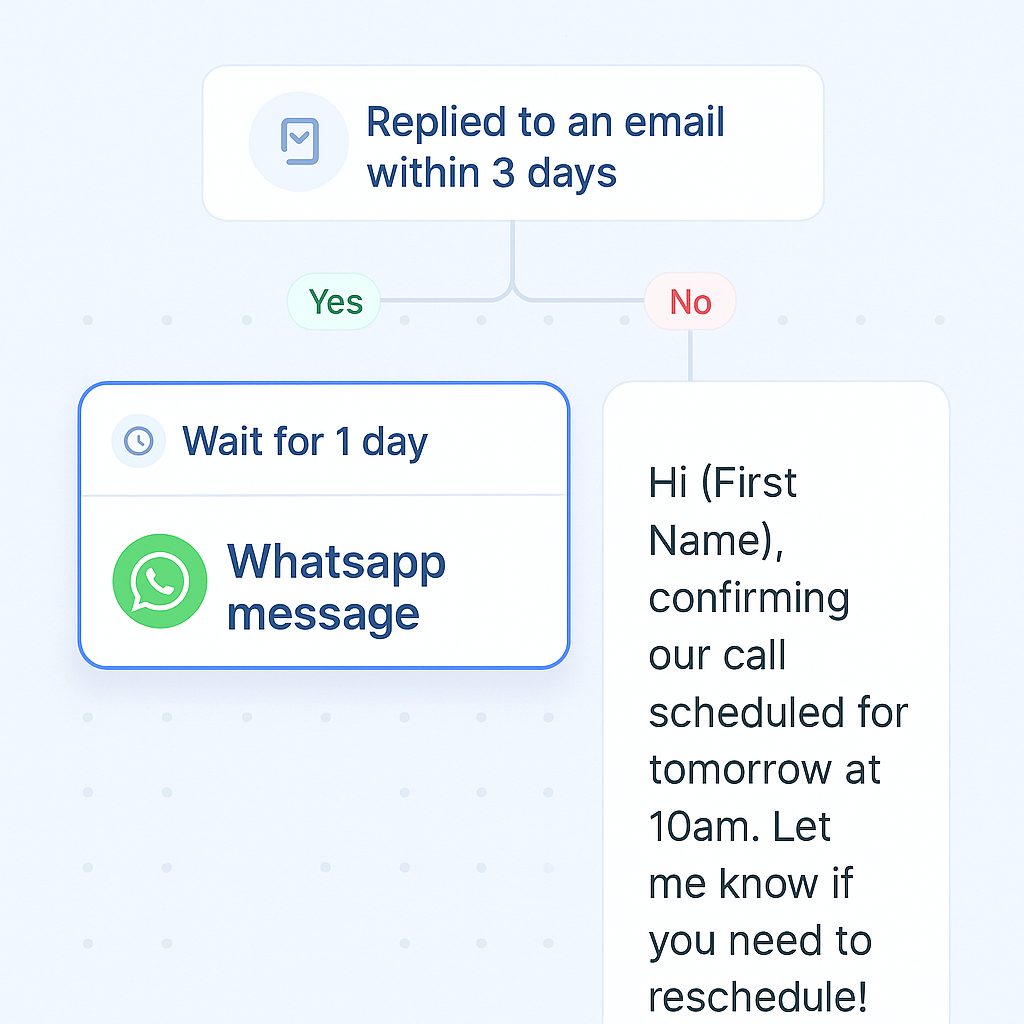 Replied to an email
within 3 days
Yes
No
Wait for 1 day
Whatsapp
message
Hi (First
Name),
confirming
our call
scheduled for
tomorrow at
10am. Let
me know if
you need to
reschedule!